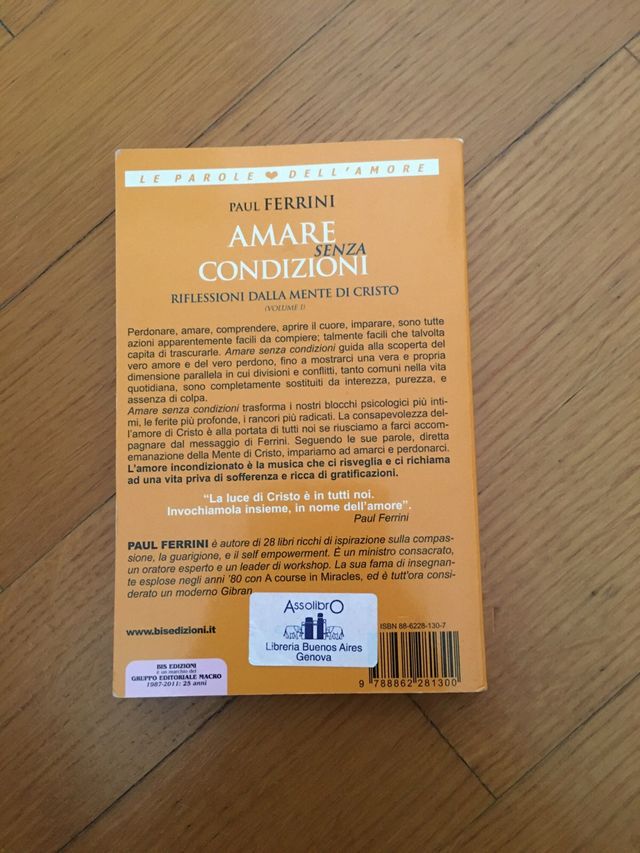 LE PAROLE ❤ DELL'AMORE
PAUL FERRINI
AMARE
SENZA
CONDIZIONI
RIFLESSIONI DALLA MENTE DI CRISTO
(VOLUME I)
Perdonare, amare, comprendere, aprire il cuore, imparare, sono tutte
azioni apparentemente facili da compiere; talmente facili che talvolta
capita di trascurarle. Amare senza condizioni guida alla scoperta del
vero amore e del vero perdono, fino a mostrarci una vera e propria
dimensione parallela in cui divisioni e conflitti, tanto comuni nella vita
quotidiana, sono completamente sostituiti da interezza, purezza, e
assenza di colpa.
Amare senza condizioni trasforma i nostri blocchi psicologici più inti-
mi, le ferite più profonde, i rancori più radicati. La consapevolezza del-
l'amore di Cristo è alla portata di tutti noi se riusciamo a farci accom-
pagnare dal messaggio di Ferrini. Seguendo le sue parole, diretta
emanazione della Mente di Cristo, impariamo ad amarci e perdonarci.
L'amore incondizionato è la musica che ci risveglia e ci richiama
ad una vita priva di sofferenza e ricca di gratificazioni.
“La luce di Cristo è in tutti noi.
Invochiamola insieme, in nome dell'amore”.
Paul Ferrini
PAUL FERRINI è autore di 28 libri ricchi di ispirazione sulla compas-
sione, la guarigione, e il self empowerment. È un ministro consacrato,
un oratore esperto e un leader di workshop. La sua fama di insegnan-
te esplose negli anni '80 con A course in Miracles, ed è tutt'ora consi-
derato un moderno Gibran
www.bisedizioni.it
BIS EDIZIONI
è un marchio del
GRUPPO EDITORIALE MACRO
1987-2011: 25 anni
ASSOLIBRO
Libreria Buenos Aires
Genova
ISBN 88-6228-130-7
9 788862 281300